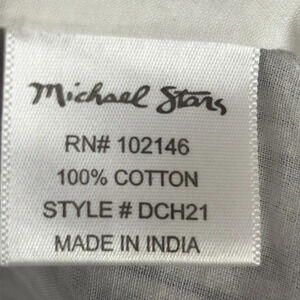 Michael Stars
RN# 102146
100% COTTON
STYLE # DCH21
MADE IN INDIA